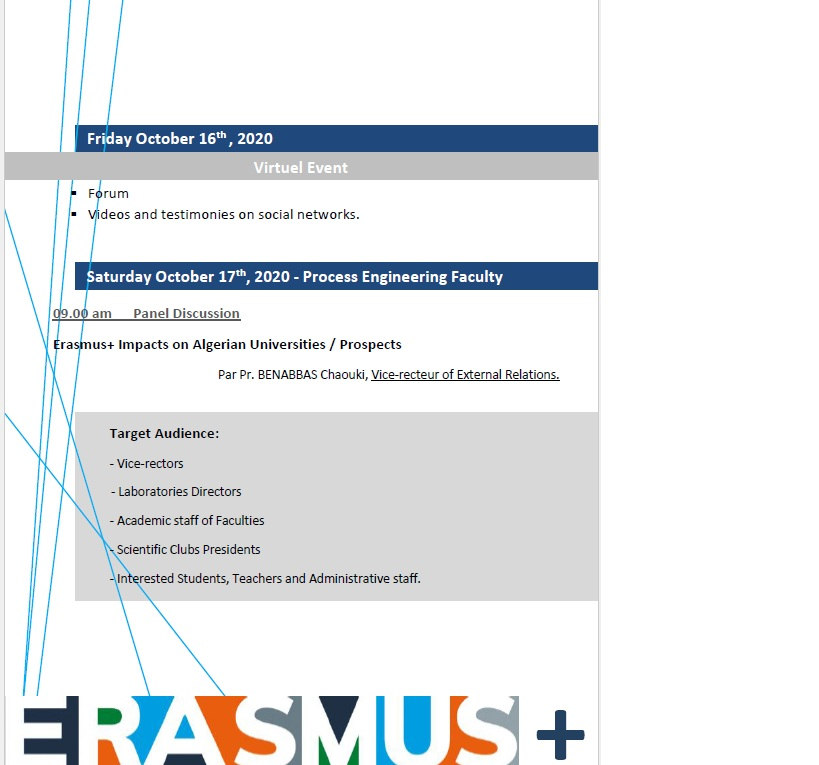 Friday October 16th, 2020
Virtuel Event
▪ Forum
▪ Videos and testimonies on social networks.
Saturday October 17th, 2020 - Process Engineering Faculty
09.00 am Panel Discussion
Erasmus+ Impacts on Algerian Universities / Prospects
Par Pr. BENABBAS Chaouki, Vice-recteur of External Relations.
Target Audience:
- Vice-rectors
- Laboratories Directors
- Academic staff of Faculties
- Scientific Clubs Presidents
- Interested Students, Teachers and Administrative staff.
ERASMUS+